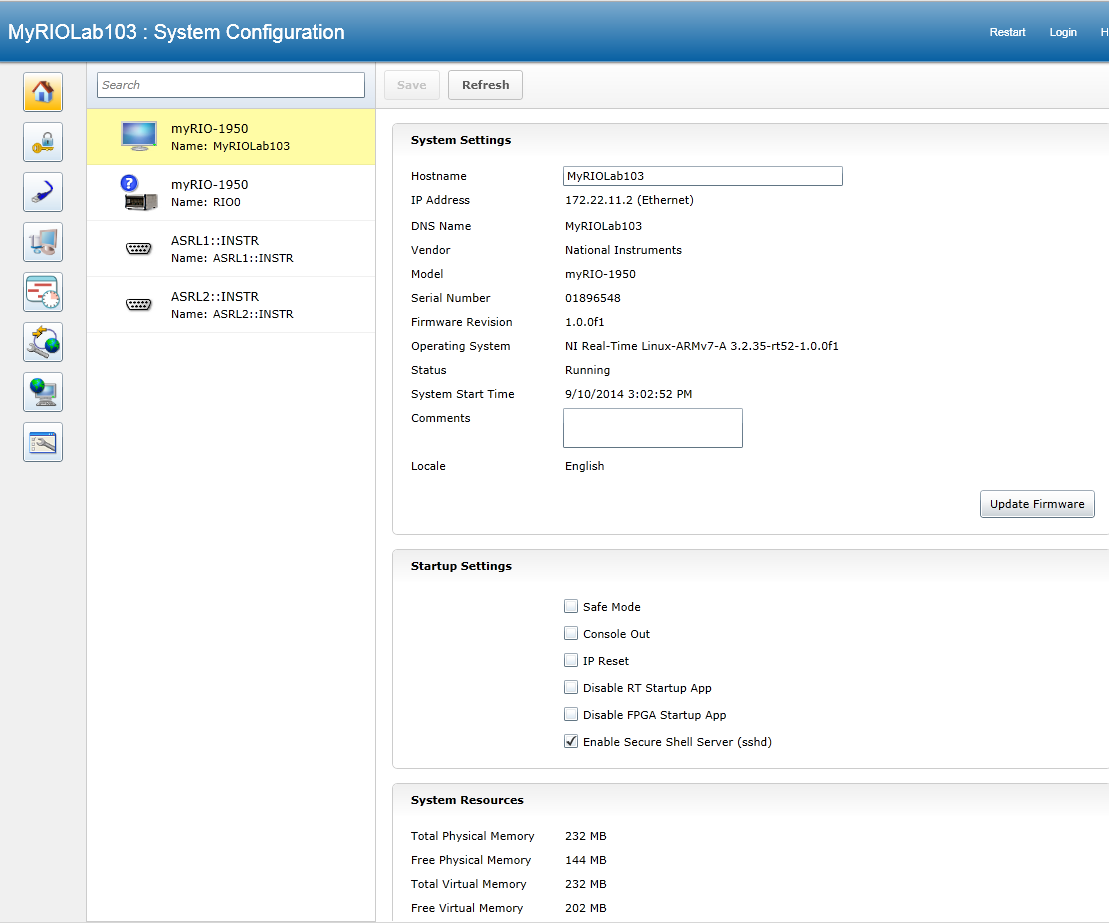 MyRIOLab103 : System Configuration
Restart Login H
Search
Save Refresh
myRIO-1950
Name: MyRIOLab103
?
myRIO-1950
Name: RIO0
ASRL1::INSTR
Name: ASRL1::INSTR
ASRL2::INSTR
Name: ASRL2::INSTR
System Settings
Hostname MyRIOLab103
IP Address 172.22.11.2 (Ethernet)
DNS Name MyRIOLab103
Vendor National Instruments
Model myRIO-1950
Serial Number 01896548
Firmware Revision 1.0.0f1
Operating System NI Real-Time Linux-ARMv7-A 3.2.35-rt52-1.0.0f1
Status Running
System Start Time 9/10/2014 3:02:52 PM
Comments
Locale English
Update Firmware
Startup Settings
Safe Mode
Console Out
IP Reset
Disable RT Startup App
Disable FPGA Startup App
Enable Secure Shell Server (sshd)
System Resources
Total Physical Memory 232 MB
Free Physical Memory 144 MB
Total Virtual Memory 232 MB
Free Virtual Memory 202 MB